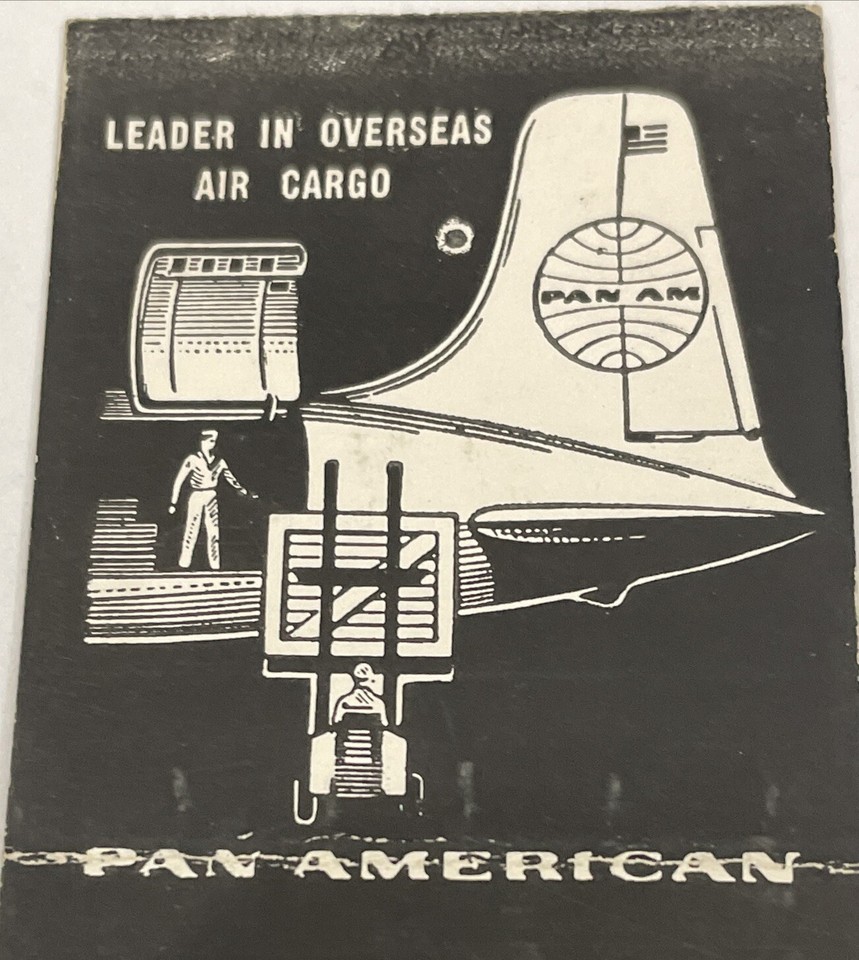 LEADER IN OVERSEAS
AIR CARGO
PAN AM
PAN AMERICAN